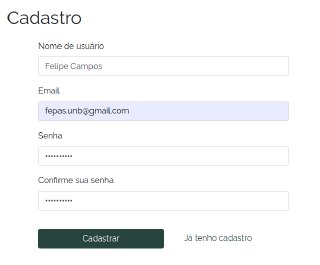 Cadastro
Nome de usuário
Felipe Campos
Email
fepas.unb@gmail.com
Senha
••••••••••
Confirme sua senha
••••••••••
Cadastrar
Já tenho cadastro